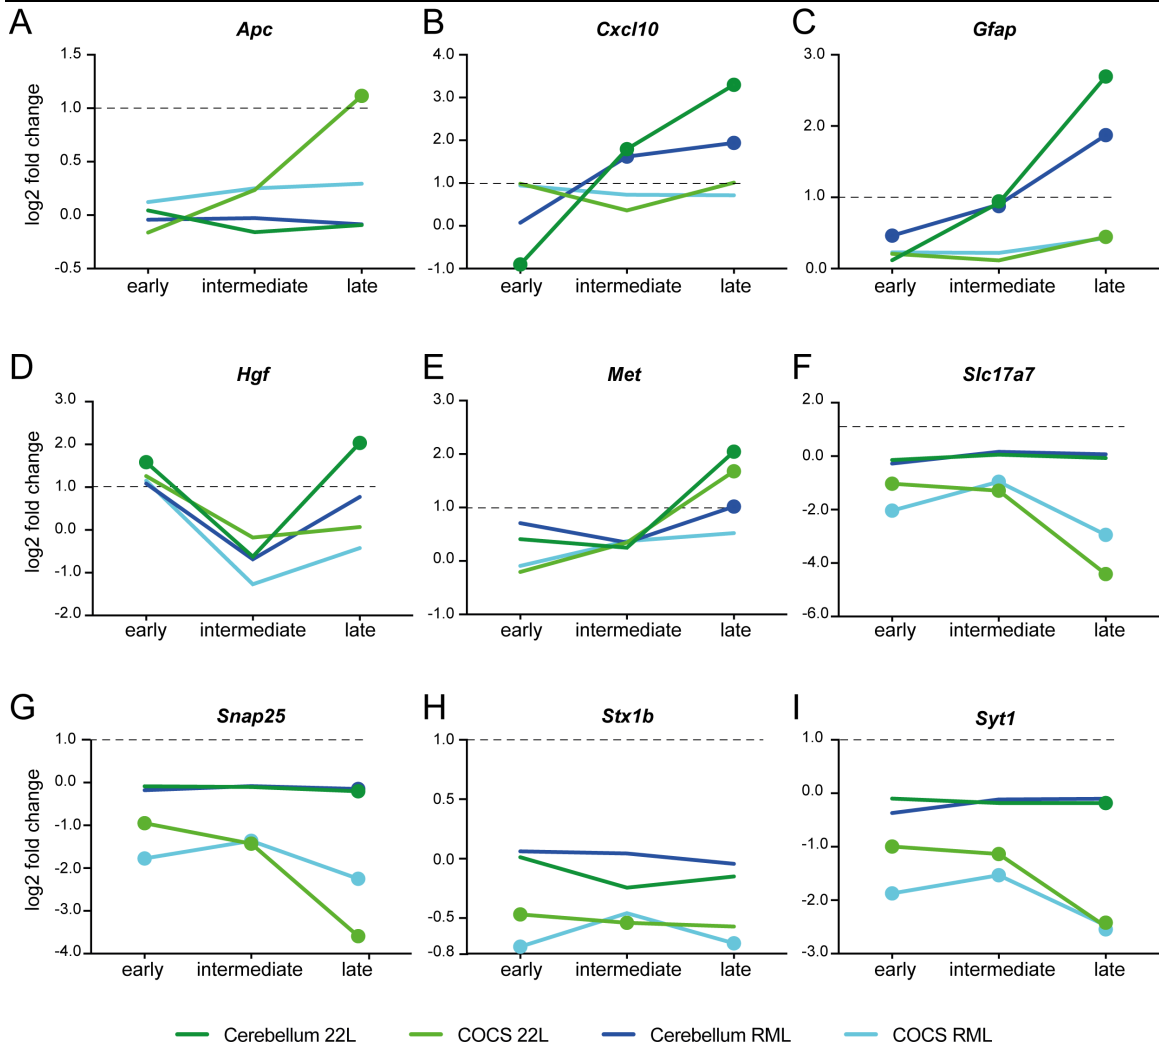 A Apc B Cxcl10 C Gfap
log2 fold change
1.5 1.0 0.5 0.0 -0.5
early intermediate late
4.0 3.0 2.0 1.0 0.0 -1.0
early intermediate late
3.0 2.0 1.0 0.0
early intermediate late
D Hgf E Met F Slc17a7
log2 fold change
3.0 2.0 1.0 0.0 -1.0 -2.0
early intermediate late
3.0 2.0 1.0 0.0 -1.0
early intermediate late
2.0 0.0 -2.0 -4.0 -6.0
early intermediate late
G Snap25 H Stx1b I Syt1
log2 fold change
1.0 0.0 -1.0 -2.0 -3.0 -4.0
early intermediate late
1.0 0.5 0.0 -0.5 -0.8
early intermediate late
1.0 0.0 -1.0 -2.0 -3.0
early intermediate late
Cerebellum 22L COCS 22L Cerebellum RML COCS RML